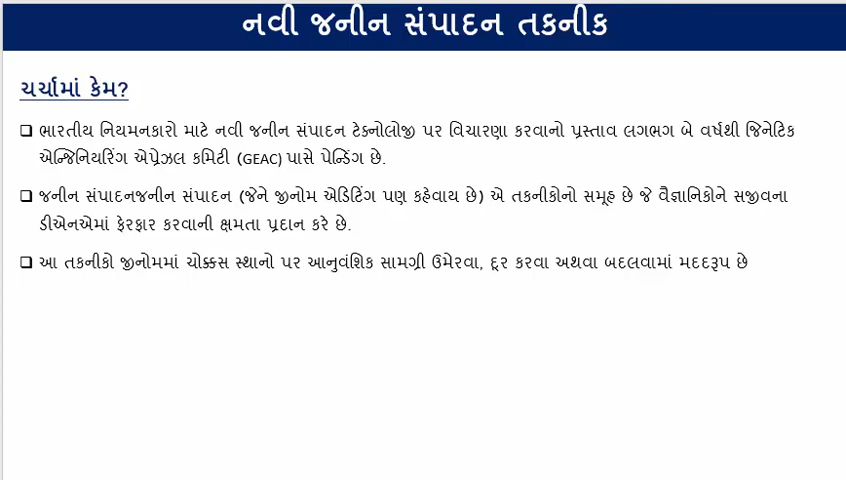 નવી જનીન સંપાદન તકનીક
ચર્ચામાં કેમ?
❑ ભારતીય નિયમનકારો માટે નવી જનીન સંપાદન ટેક્નોલોજી પર વિચારણા કરવાનો પ્રસ્તાવ લગભગ બે વર્ષથી જિનેટિક
એન્જિનિયરિંગ એપ્રેઝલ કમિટી (GEAC) પાસે પેન્ડિંગ છે.
❑ જનીન સંપાદનજનીન સંપાદન (જેને જીનોમ એડિટિંગ પણ કહેવાય છે) એ તકનીકોનો સમૂહ છે જે વૈજ્ઞાનિકોને સજીવના
ડીએનએમાં ફેરફાર કરવાની ક્ષમતા પ્રદાન કરે છે.
❑ આ તકનીકો જીનોમમાં ચોક્કસ સ્થાનો પર આનુવંશિક સામગ્રી ઉમેરવા, દૂર કરવા અથવા બદલવામાં મદદરૂપ છે